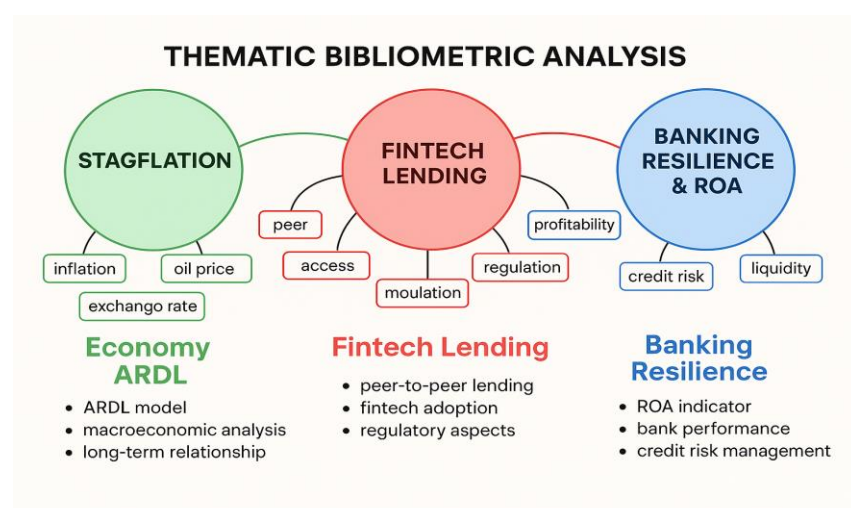 THEMATIC BIBLIOMETRIC ANALYSIS
STAGFLATION
inflation
oil price
exchango rate
FINTECH
LENDING
peer
access
moulation
regulation
profitability
BANKING
RESILIENCE
& ROA
credit risk
liquidity
Economy
ARDL
• ARDL model
• macroeconomic analysis
• long-term relationship
Fintech Lending
• peer-to-peer lending
• fintech adoption
• regulatory aspects
Banking
Resilience
• ROA indicator
• bank performance
• credit risk management